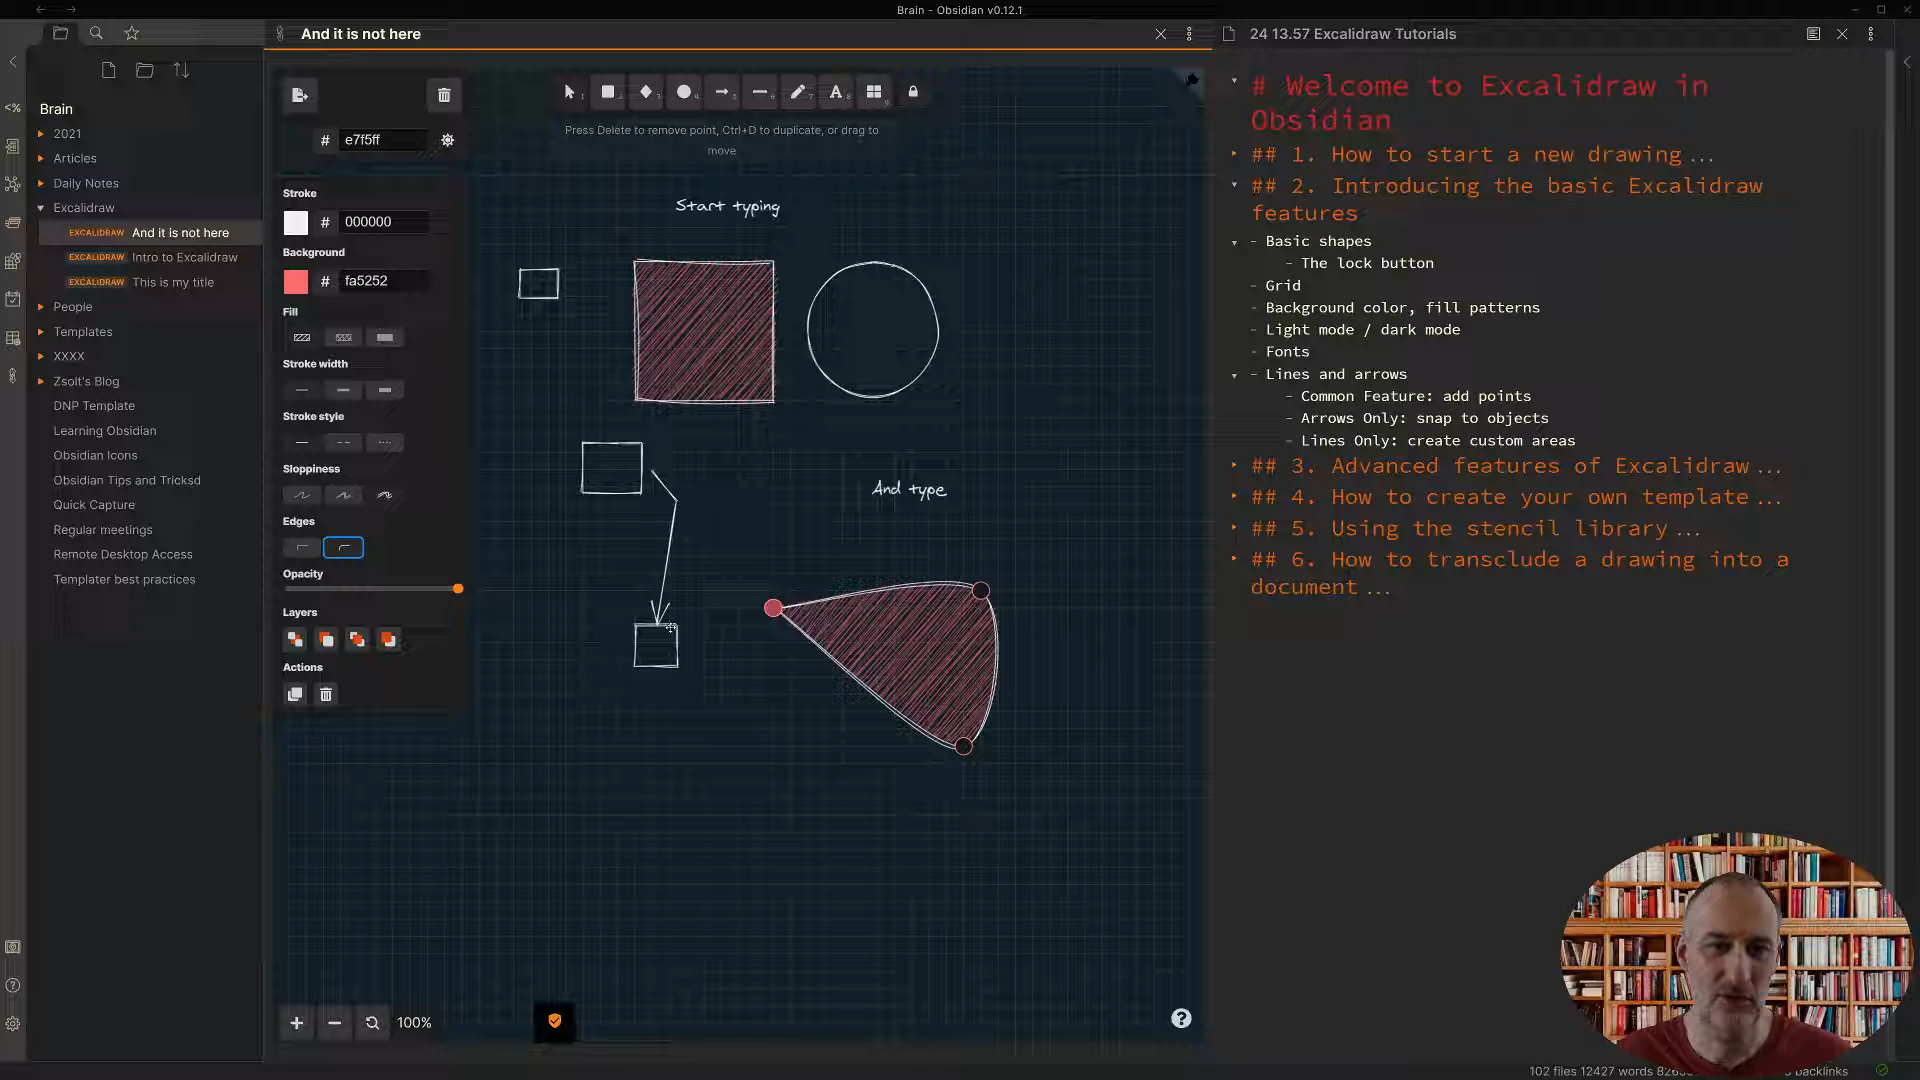 Brain - Obsidian v0.12.1
And it is not here
24 13.57 Excalidraw Tutorials
Brain
2021
Articles
Daily Notes
Excalidraw
EXCALIDRAW And it is not here
EXCALIDRAW Intro to Excalidraw
EXCALIDRAW This is my title
People
Templates
XXXX
Zsolt's Blog
DNP Template
Learning Obsidian
Obsidian Icons
Obsidian Tips and Tricksd
Quick Capture
Regular meetings
Remote Desktop Access
Templater best practices
# e7f5ff
Stroke
# 000000
Background
# fa5252
Fill
Stroke width
Stroke style
Sloppiness
Edges
Opacity
Layers
Actions
100%
Press Delete to remove point, Ctrl+D to duplicate, or drag to
move
Start typing
And type
# Welcome to Excalidraw in
Obsidian
## 1. How to start a new drawing...
## 2. Introducing the basic Excalidraw
features
- Basic shapes
- The lock button
- Grid
- Background color, fill patterns
- Light mode / dark mode
- Fonts
- Lines and arrows
- Common Feature: add points
- Arrows Only: snap to objects
- Lines Only: create custom areas
## 3. Advanced features of Excalidraw...
## 4. How to create your own template...
## 5. Using the stencil library...
## 6. How to transclude a drawing into a
document...
102 files 12427 words
backlinks